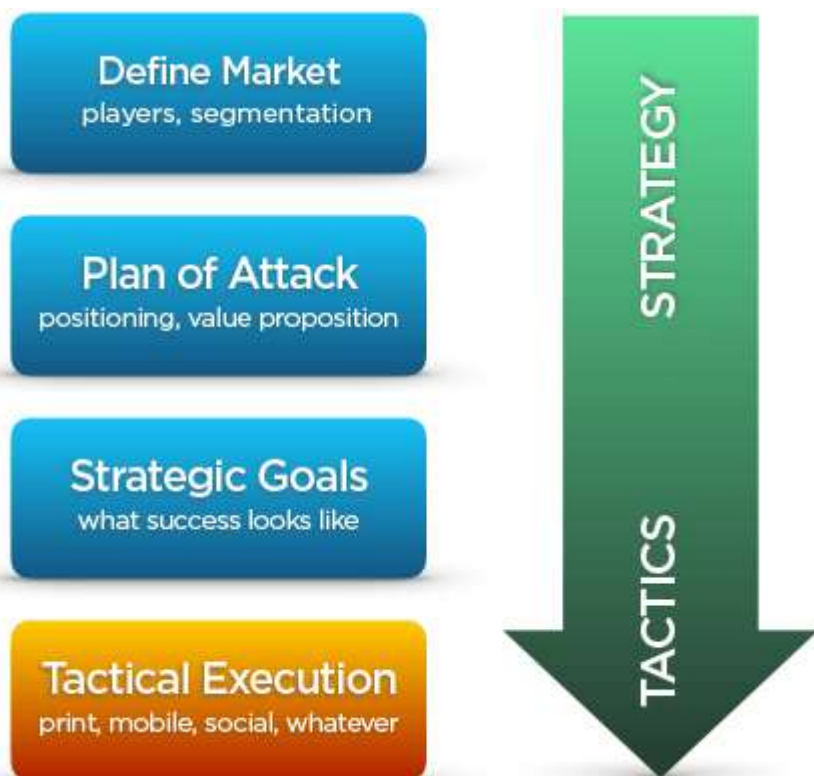 Define Market
players, segmentation
Plan of Attack
positioning, value proposition
Strategic Goals
what success looks like
Tactical Execution
print, mobile, social, whatever
STRATEGY
TACTICS